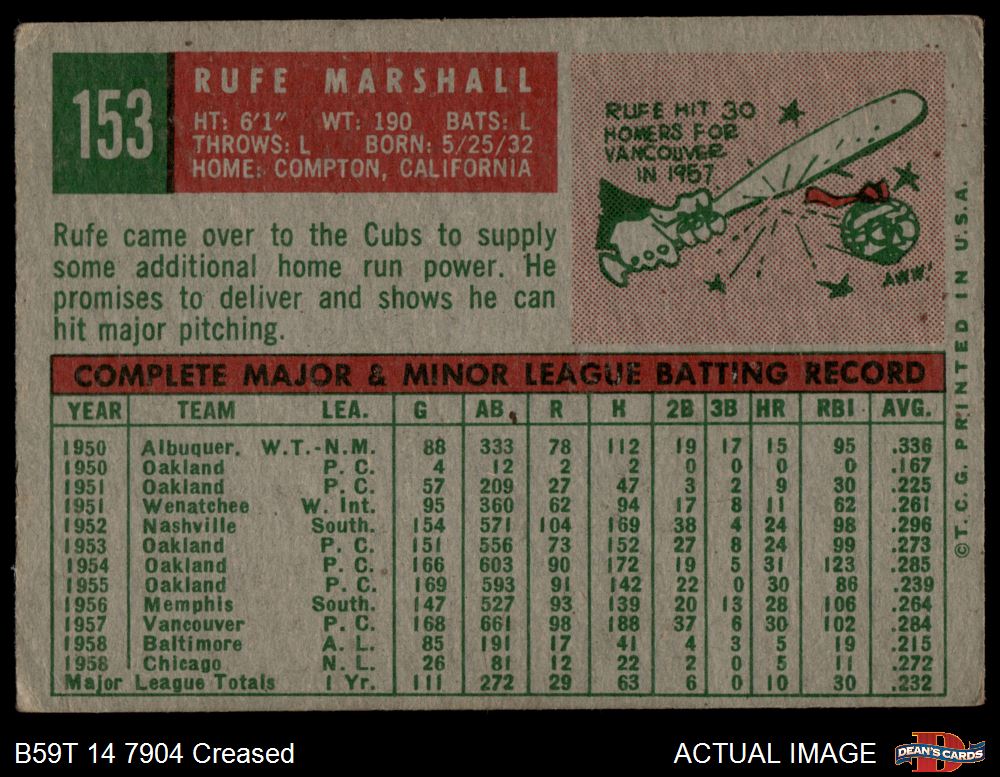 153
RUFE MARSHALL
HT: 6'1" WT: 190 BATS: L
THROWS: L BORN: 5/25/32
HOME: COMPTON, CALIFORNIA
RUFE HIT 30
HOMERS FOR
VANCOUVER
IN 1957
AWW!
Rufe came over to the Cubs to supply
some additional home run power. He
promises to deliver and shows he can
hit major pitching.
COMPLETE MAJOR & MINOR LEAGUE BATTING RECORD
YEAR TEAM LEA. G AB R H 2B 3B HR RBI AVG.
1950 Albuquer. W.T.-N.M. 88 333 78 112 19 17 15 95 .336
1950 Oakland P. C. 4 12 2 2 0 0 0 0 .167
1951 Oakland P. C. 57 209 27 47 3 2 9 30 .225
1951 Wenatchee W. Int. 95 360 62 94 17 8 11 62 .261
1952 Nashville South. 154 571 104 169 38 4 24 98 .296
1953 Oakland P. C. 151 556 73 152 27 8 24 99 .273
1954 Oakland P. C. 166 603 90 172 19 5 31 123 .285
1955 Oakland P. C. 169 593 91 142 22 0 30 86 .239
1956 Memphis South. 147 527 93 139 20 13 28 106 .264
1957 Vancouver P. C. 168 661 98 188 37 6 30 102 .284
1958 Baltimore A. L. 85 191 17 41 4 3 5 19 .215
1958 Chicago N. L. 26 81 12 22 2 0 5 11 .272
Major League Totals 1 Yr. 111 272 29 63 6 0 10 30 .232
©T.C.G. PRINTED IN U.S.A.
B59T 14 7904 Creased
ACTUAL IMAGE
DEAN'S CARDS